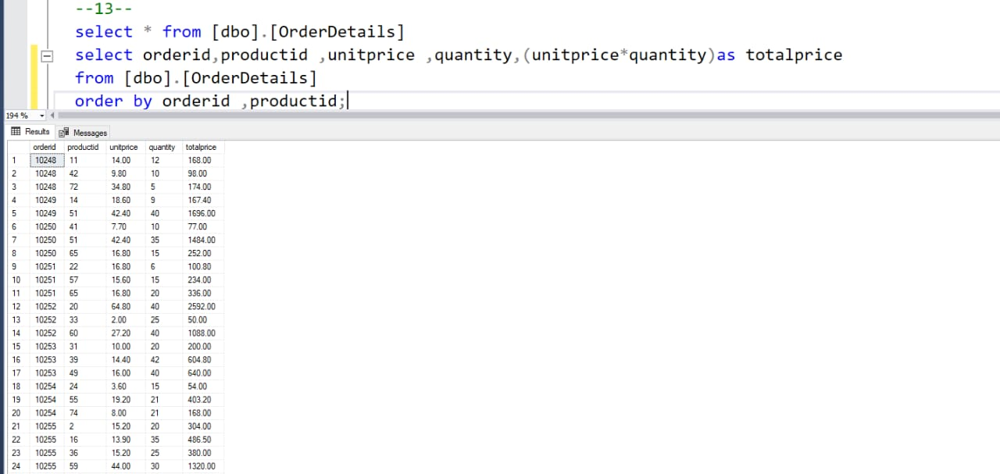 --13--
select * from [dbo].[OrderDetails]
select orderid,productid ,unitprice ,quantity,(unitprice*quantity)as totalprice
from [dbo].[OrderDetails]
order by orderid ,productid;
194 %
Results Messages
orderid productid unitprice quantity totalprice
1 10248 11 14.00 12 168.00
2 10248 42 9.80 10 98.00
3 10248 72 34.80 5 174.00
4 10249 14 18.60 9 167.40
5 10249 51 42.40 40 1696.00
6 10250 41 7.70 10 77.00
7 10250 51 42.40 35 1484.00
8 10250 65 16.80 15 252.00
9 10251 22 16.80 6 100.80
10 10251 57 15.60 15 234.00
11 10251 65 16.80 20 336.00
12 10252 20 64.80 40 2592.00
13 10252 33 2.00 25 50.00
14 10252 60 27.20 40 1088.00
15 10253 31 10.00 20 200.00
16 10253 39 14.40 42 604.80
17 10253 49 16.00 40 640.00
18 10254 24 3.60 15 54.00
19 10254 55 19.20 21 403.20
20 10254 74 8.00 21 168.00
21 10255 2 15.20 20 304.00
22 10255 16 13.90 35 486.50
23 10255 36 15.20 25 380.00
24 10255 59 44.00 30 1320.00